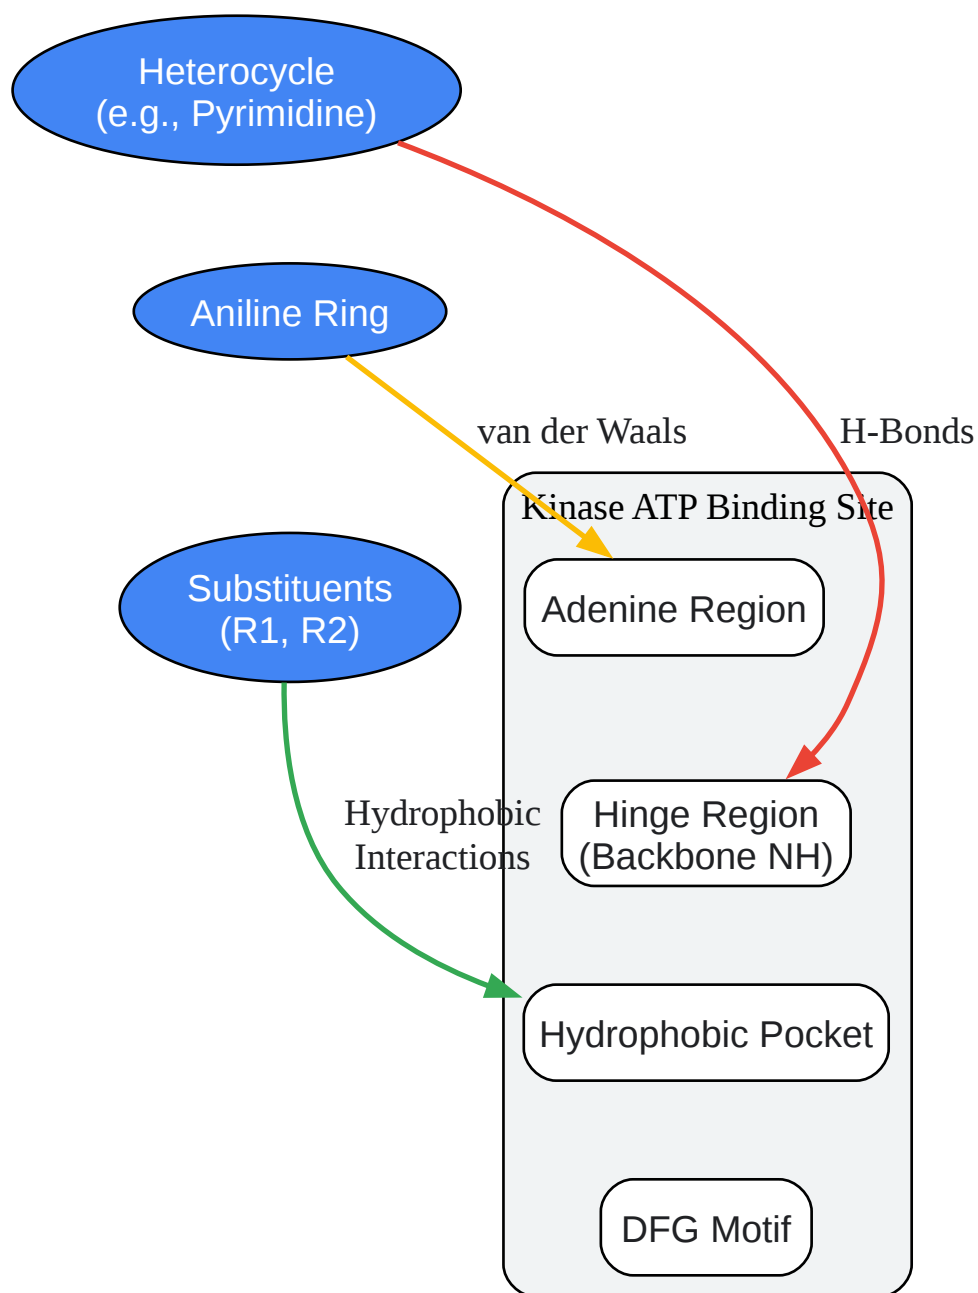 Heterocycle
(e.g., Pyrimidine)
Aniline Ring
van der Waals
H-Bonds
Kinase ATP Binding Site
Substituents
(R1, R2)
Adenine Region
Hydrophobic
Interactions
Hinge Region
(Backbone NH)
Hydrophobic Pocket
DFG Motif